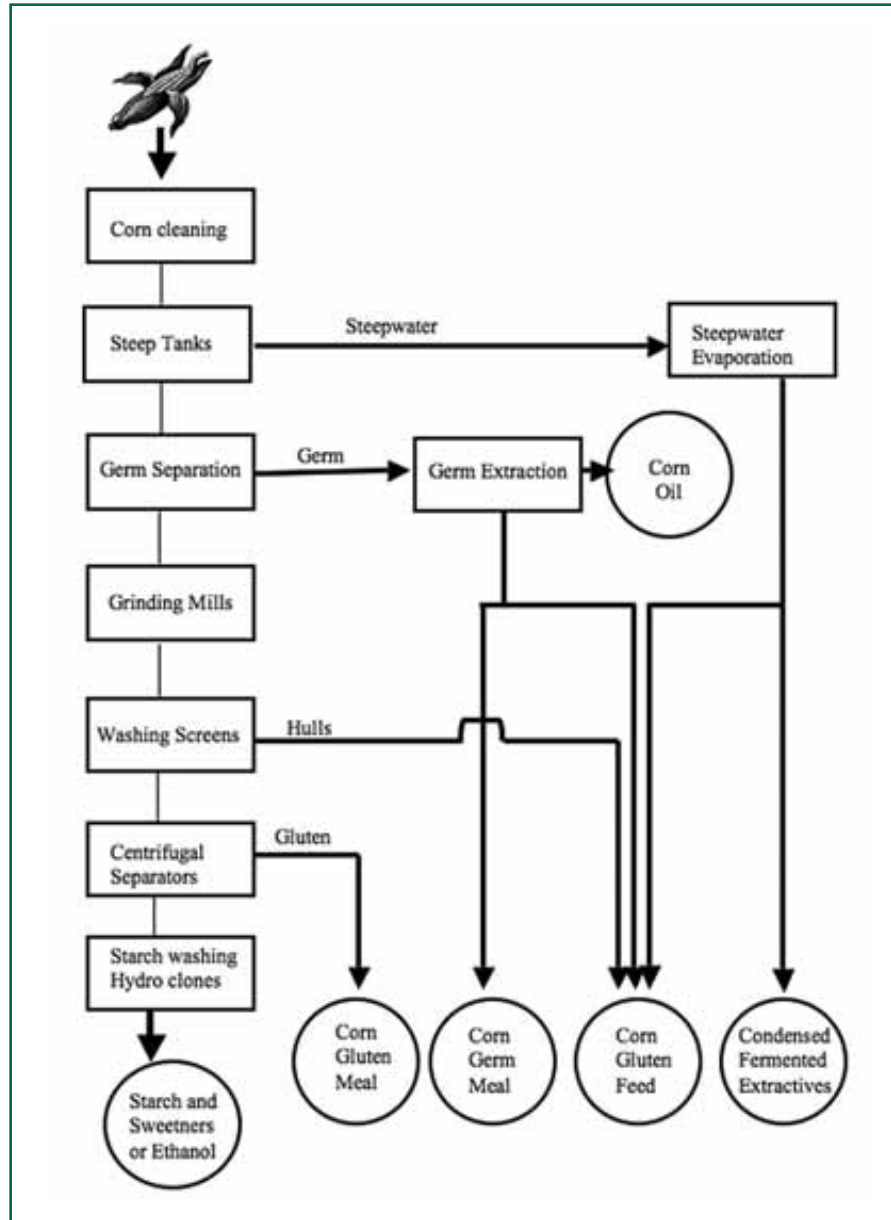 Corn cleaning
Steep Tanks
Steepwater
Steepwater
Evaporation
Germ Separation
Germ
Germ Extraction
Corn
Oil
Grinding Mills
Washing Screens
Hulls
Centrifugal
Separators
Gluten
Starch washing
Hydro clones
Starch and
Sweetners
or Ethanol
Corn
Gluten
Meal
Corn
Germ
Meal
Corn
Gluten
Feed
Condensed
Fermented
Extractives